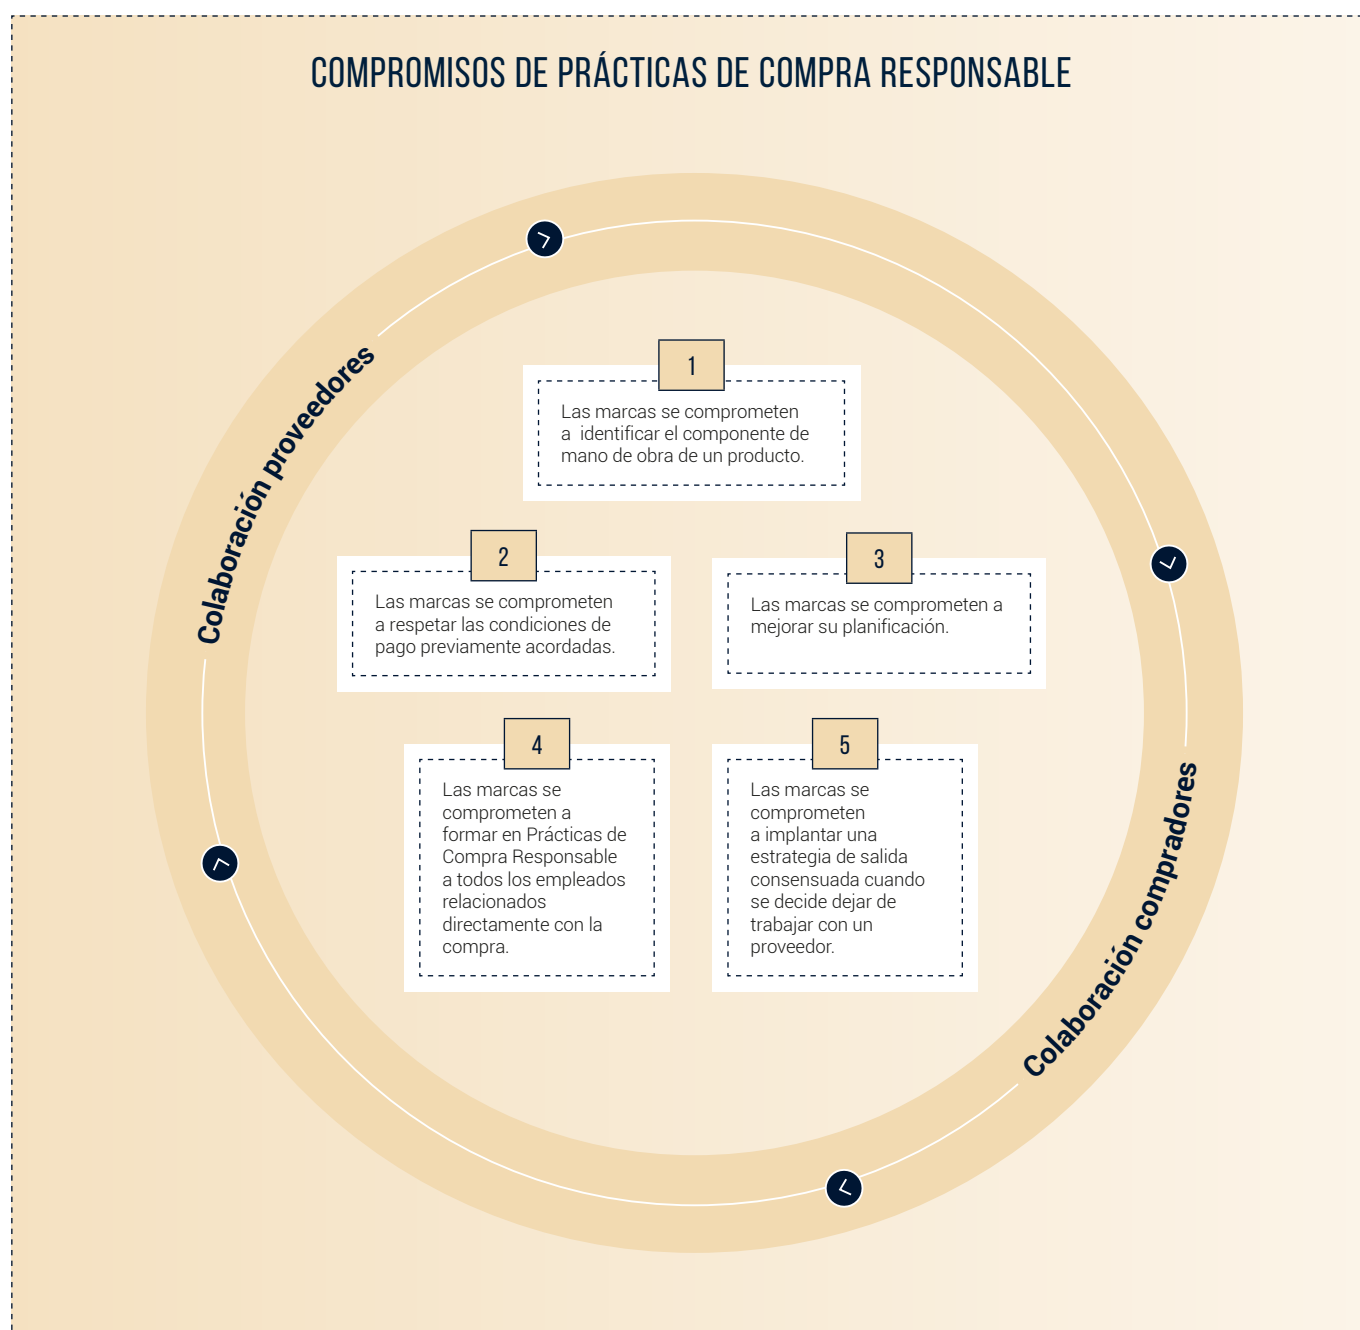 COMPROMISOS DE PRÁCTICAS DE COMPRA RESPONSABLE
Colaboración proveedores
1
Las marcas se comprometen
a identificar el componente de
mano de obra de un producto.
2
Las marcas se comprometen
a respetar las condiciones de
pago previamente acordadas.
3
Las marcas se comprometen a
mejorar su planificación.
4
Las marcas se
comprometen a
formar en Prácticas de
Compra Responsable
a todos los empleados
relacionados
directamente con la
compra.
5
Las marcas se
comprometen
a implantar una
estrategia de salida
consensuada cuando
se decide dejar de
trabajar con un
proveedor.
Colaboración compradores